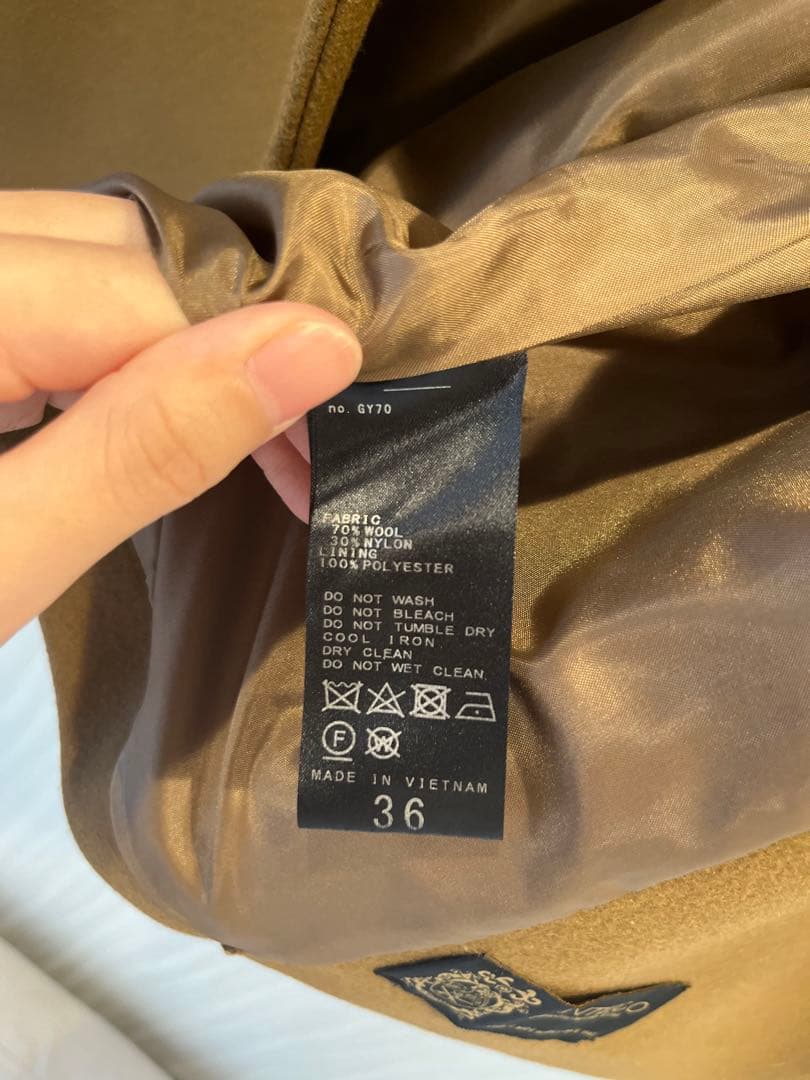 no. GY70
FABRIC
70% WOOL
30% NYLON
LINING
100% POLYESTER
DO NOT WASH
DO NOT BLEACH
DO NOT TUMBLE DRY
COOL IRON
DRY CLEAN
DO NOT WET CLEAN.
F
W
MADE IN VIETNAM
36